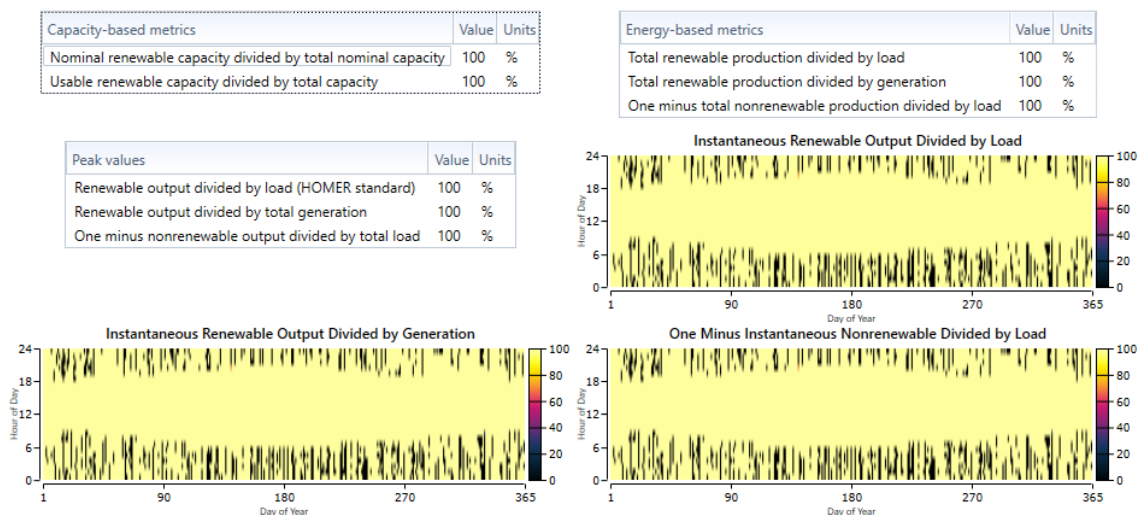 Capacity-based metrics Value Units
Nominal renewable capacity divided by total nominal capacity 100 %
Usable renewable capacity divided by total capacity 100 %
Energy-based metrics Value Units
Total renewable production divided by load 100 %
Total renewable production divided by generation 100 %
One minus total nonrenewable production divided by load 100 %
Peak values Value Units
Renewable output divided by load (HOMER standard) 100 %
Renewable output divided by total generation 100 %
One minus nonrenewable output divided by total load 100 %
Instantaneous Renewable Output Divided by Load
Hour of Day
24
18
12
6
0
1 90 180 270 365
Day of Year
100
80
60
40
20
0
Instantaneous Renewable Output Divided by Generation
Hour of Day
24
18
12
6
0
1 90 180 270 365
Day of Year
100
80
60
40
20
0
One Minus Instantaneous Nonrenewable Divided by Load
Hour of Day
24
18
12
6
0
1 90 180 270 365
Day of Year
100
80
60
40
20
0